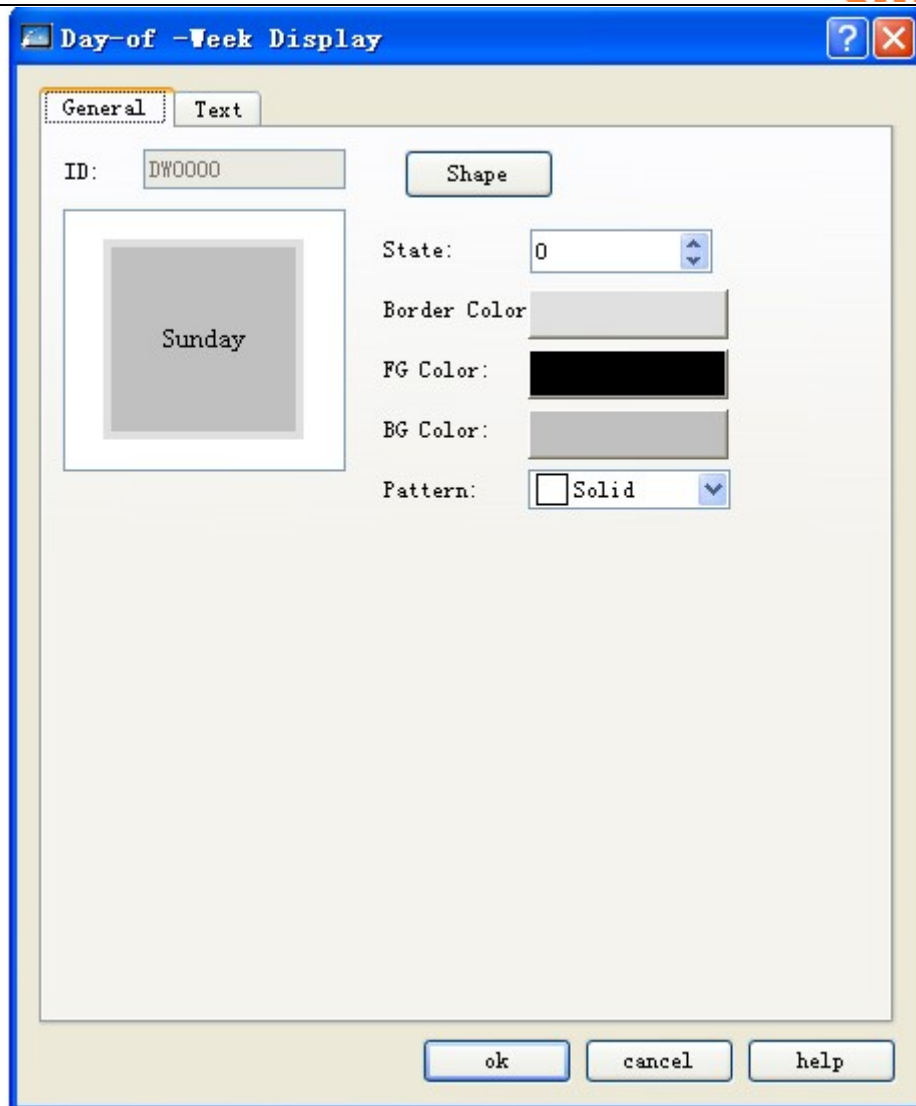 Day-of -Week Display
General Text
ID: DW0000 Shape
Sunday
State: 0
Border Color
FG Color:
BG Color:
Pattern: Solid
ok cancel help